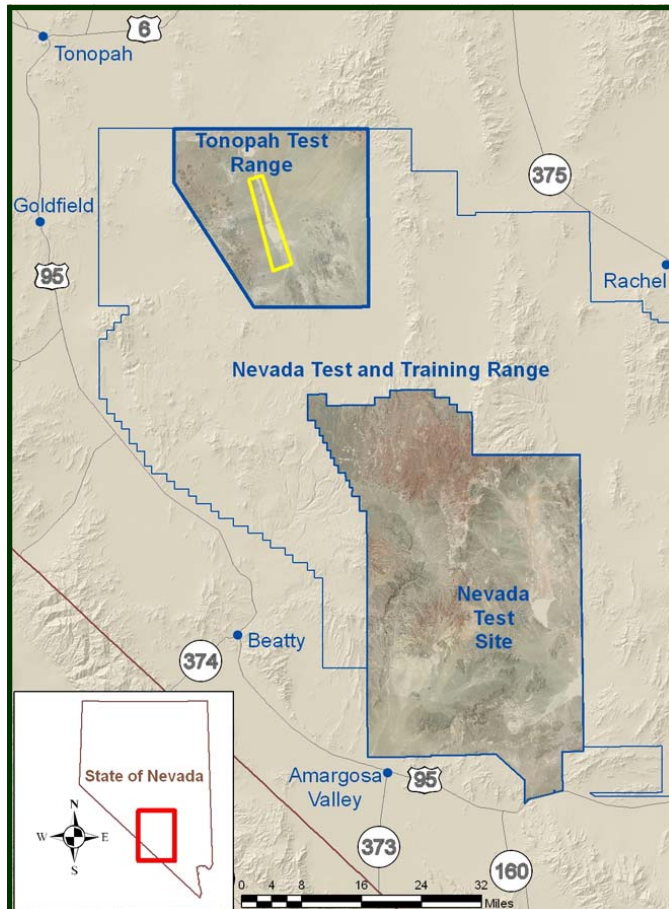 6
Tonopah
Tonopah Test
Range
375
Goldfield
95
Rachel
Nevada Test and Training Range
Nevada
Test
Site
Beatty
374
State of Nevada
N
W
E
S
Amargosa
Valley
95
373
160
0 4 8 16 24 32
Miles